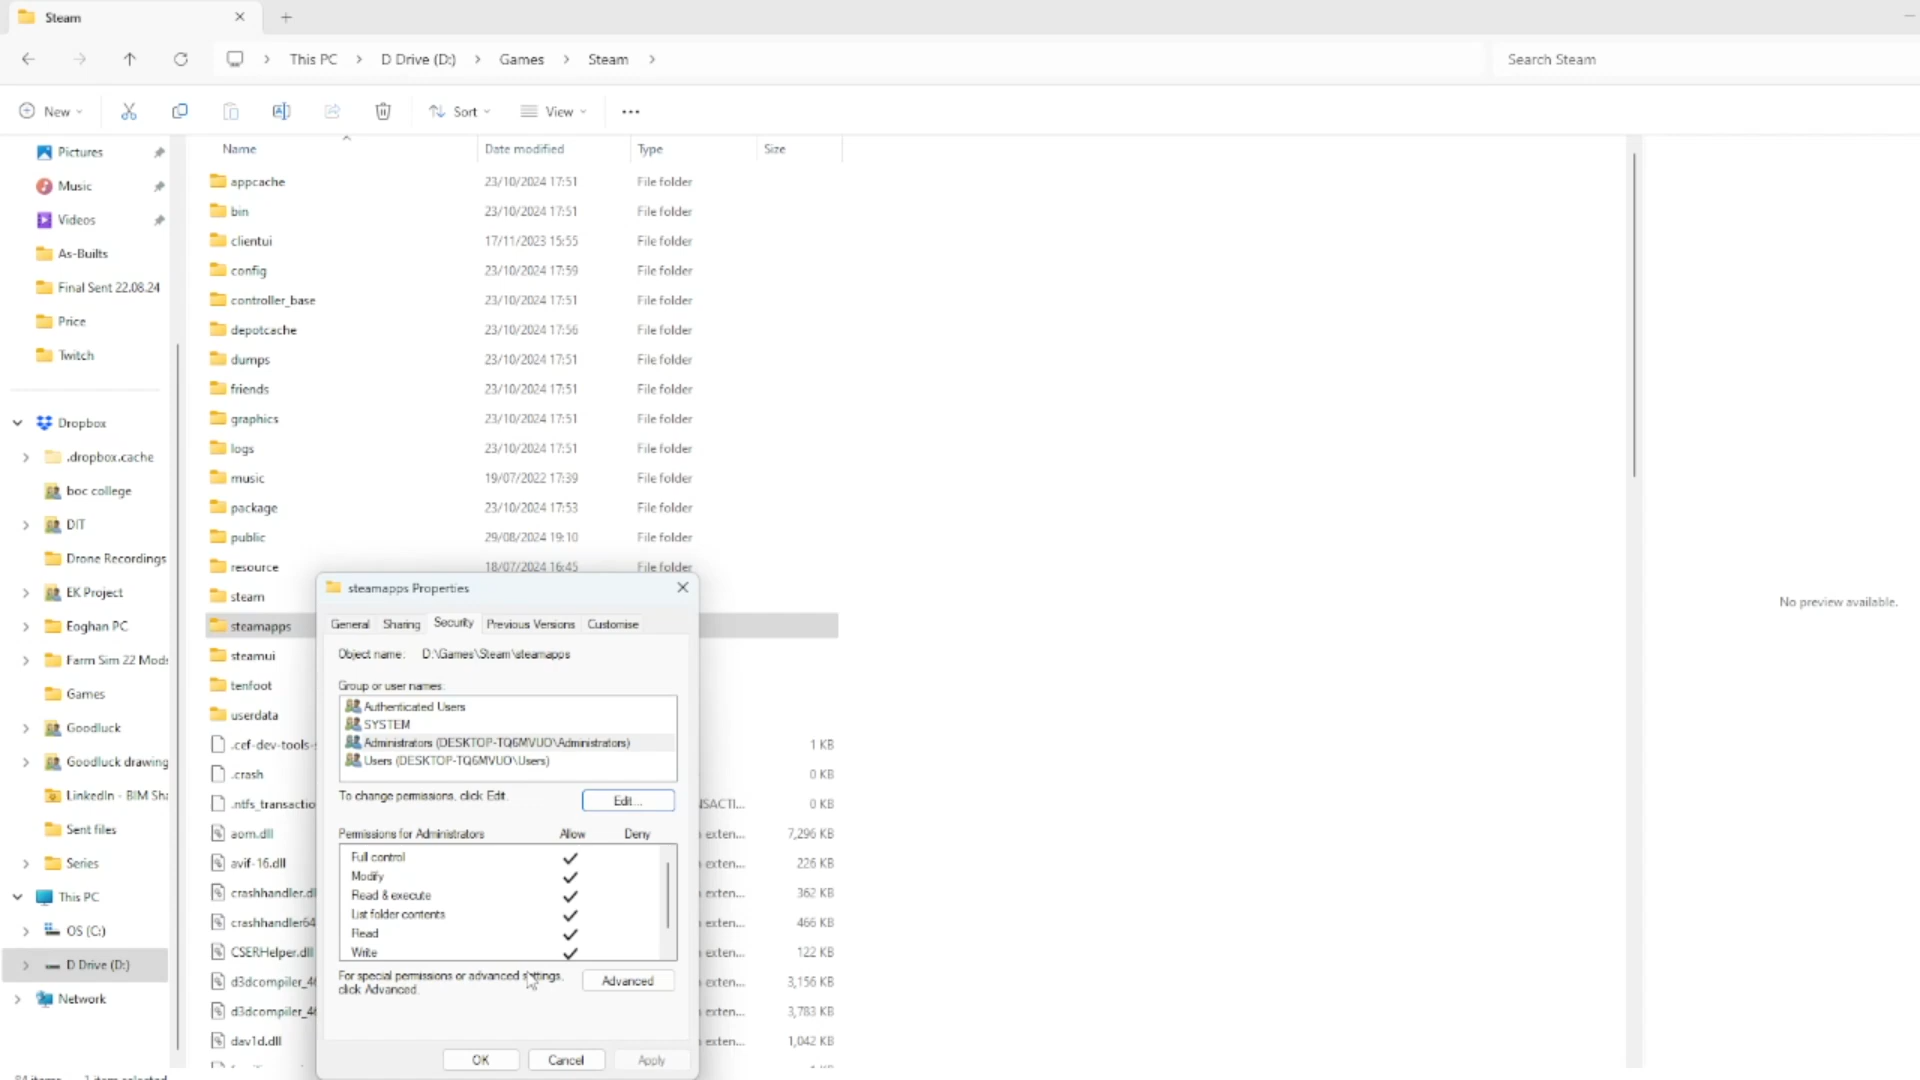 Steam
This PC > D Drive (D:) > Games > Steam >
Search Steam
New
Sort
View
Pictures
Music
Videos
As-Builts
Final Sent 22.08.24
Price
Twitch
Dropbox
.dropbox.cache
boc college
DIT
Drone Recordings
EK Project
Eoghan PC
Farm Sim 22 Mods
Games
Goodluck
Goodluck drawing
LinkedIn - BIM Sha
Sent files
Series
This PC
OS (C:)
D Drive (D:)
Network
Name Date modified Type Size
appcache 23/10/2024 17:51 File folder
bin 23/10/2024 17:51 File folder
clientui 17/11/2023 15:55 File folder
config 23/10/2024 17:59 File folder
controller_base 23/10/2024 17:51 File folder
depotcache 23/10/2024 17:56 File folder
dumps 23/10/2024 17:51 File folder
friends 23/10/2024 17:51 File folder
graphics 23/10/2024 17:51 File folder
logs 23/10/2024 17:51 File folder
music 19/07/2022 17:39 File folder
package 23/10/2024 17:53 File folder
public 29/08/2024 19:10 File folder
resource 18/07/2024 16:45 File folder
steam
steamapps
steamui
tenfoot
userdata
.cef-dev-tools- 1 KB
.crash 0 KB
.ntfs_transactio NSACTI... 0 KB
aom.dll exten... 7,296 KB
avif-16.dll exten... 226 KB
crashhandler.dl exten... 362 KB
crashhandler64 exten... 466 KB
CSERHelper.dll exten... 122 KB
d3dcompiler_46 exten... 3,156 KB
d3dcompiler_46 exten... 3,783 KB
dav1d.dll exten... 1,042 KB
steamapps Properties
General Sharing Security Previous Versions Customise
Object name: D:\Games\Steam\steamapps
Group or user names:
Authenticated Users
SYSTEM
Administrators (DESKTOP-TQ6MVUO\Administrators)
Users (DESKTOP-TQ6MVUO\Users)
To change permissions, click Edit.
Edit...
Permissions for Administrators Allow Deny
Full control
Modify
Read & execute
List folder contents
Read
Write
For special permissions or advanced settings,
click Advanced.
Advanced
OK Cancel Apply
No preview available.